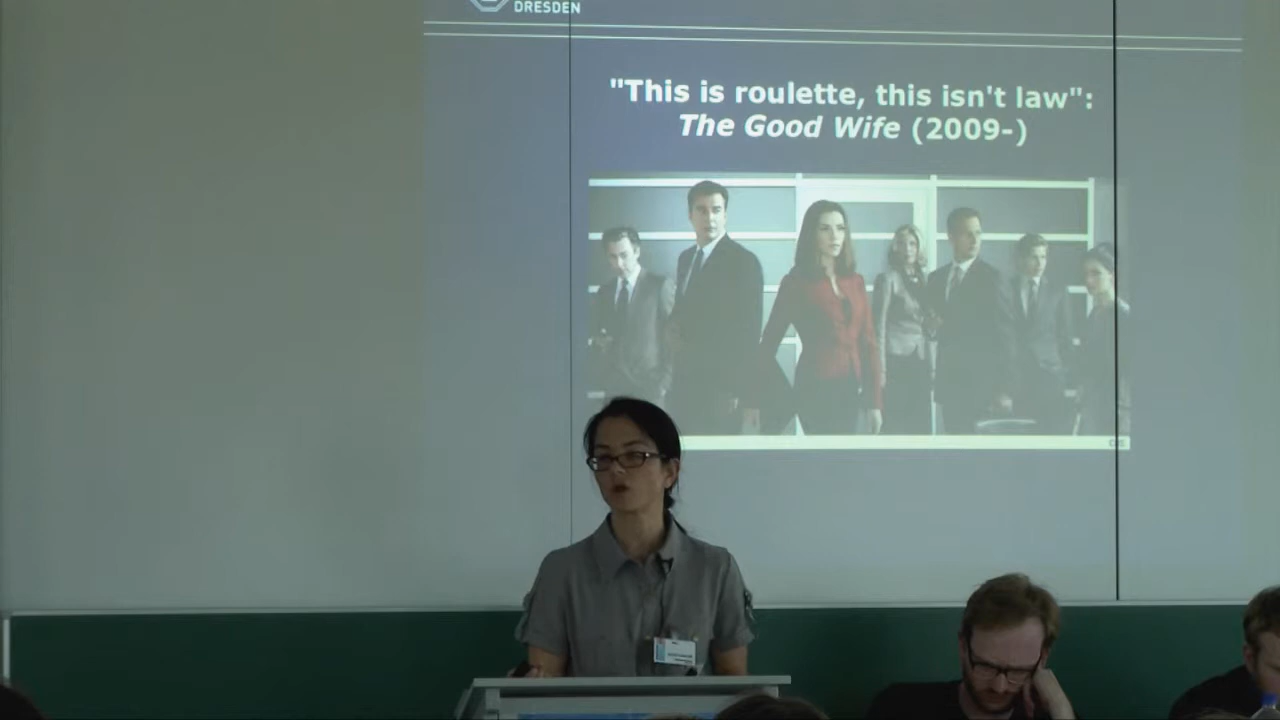 DRESDEN
"This is roulette, this isn't law":
The Good Wife (2009-)